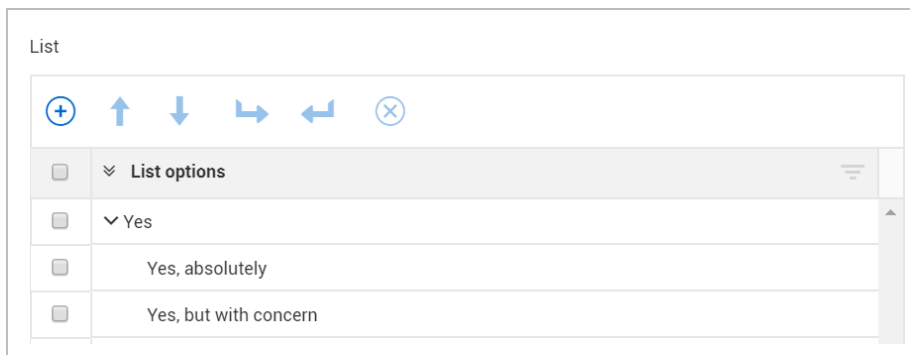 List
List options
Yes
Yes, absolutely
Yes, but with concern